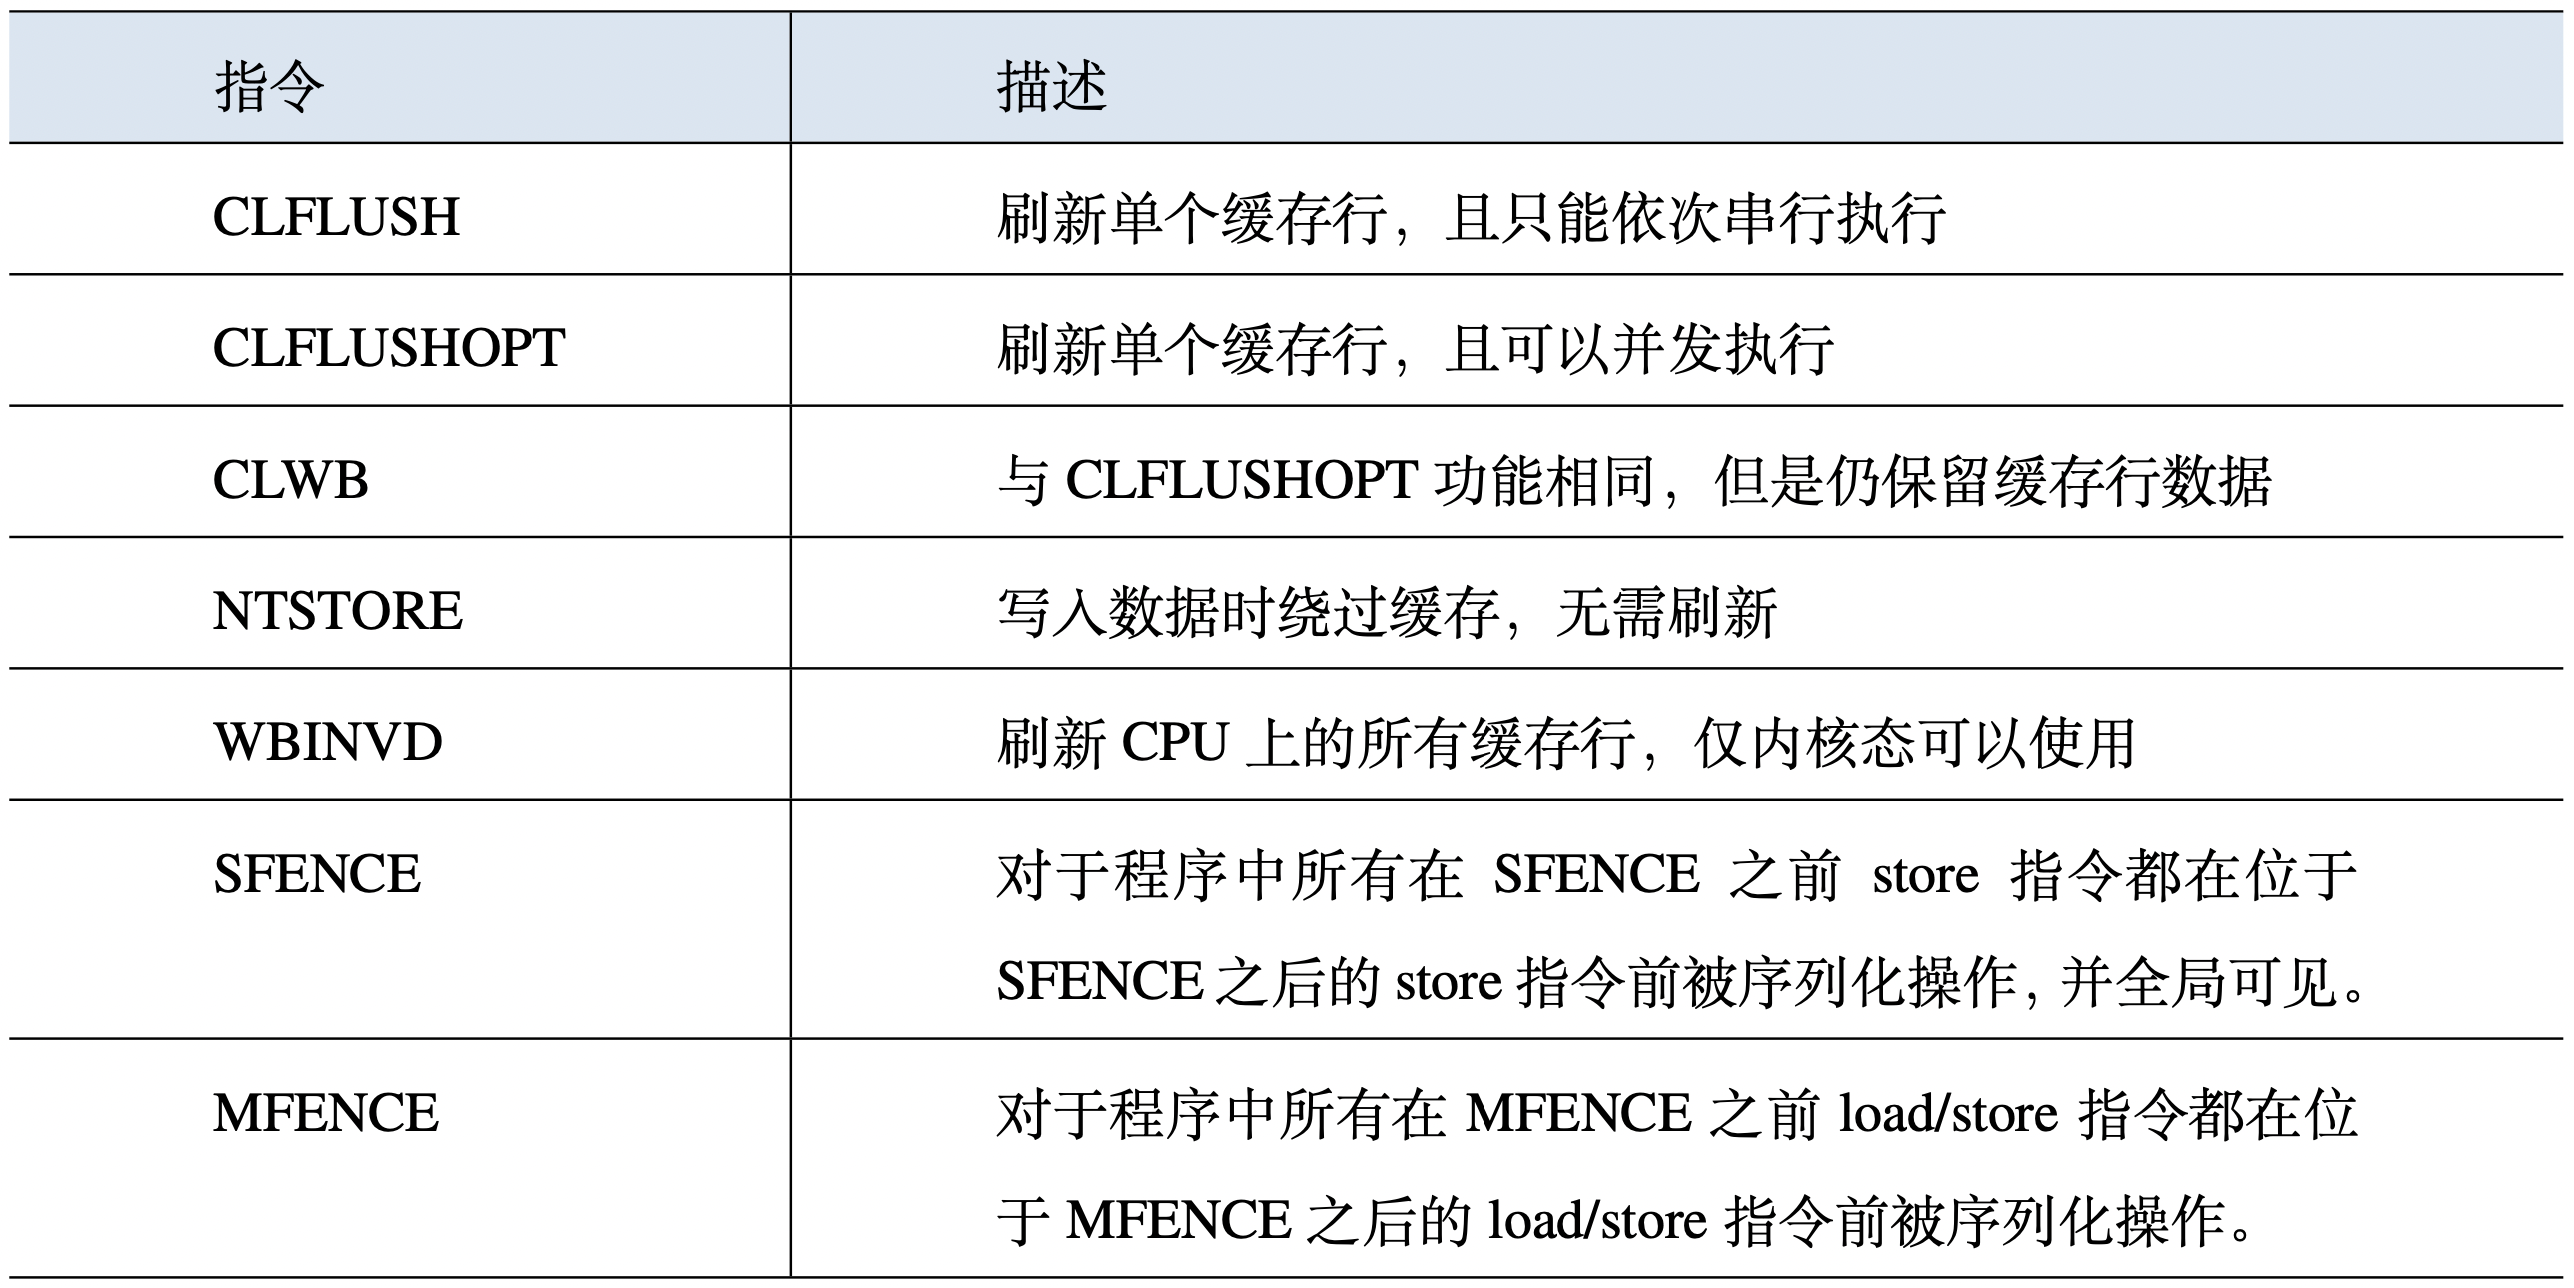 指令 描述
CLFLUSH 刷新单个缓存行，且只能依次串行执行
CLFLUSHOPT 刷新单个缓存行，且可以并发执行
CLWB 与 CLFLUSHOPT 功能相同，但是仍保留缓存行数据
NTSTORE 写入数据时绕过缓存，无需刷新
WBINVD 刷新 CPU 上的所有缓存行，仅内核态可以使用
SFENCE 对于程序中所有在 SFENCE 之前 store 指令都在位于
SFENCE 之后的 store 指令前被序列化操作，并全局可见。
MFENCE 对于程序中所有在 MFENCE 之前 load/store 指令都在位
于 MFENCE 之后的 load/store 指令前被序列化操作。